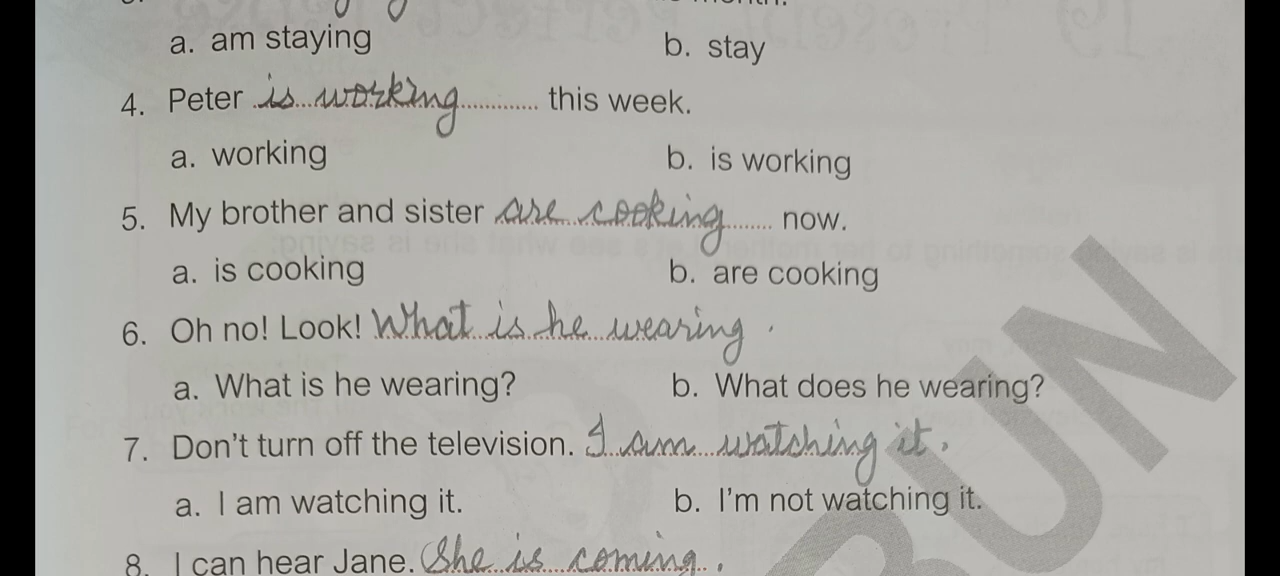 a. am staying b. stay
4. Peter is working this week.
a. working b. is working
5. My brother and sister are cooking now.
a. is cooking b. are cooking
6. Oh no! Look! What is he wearing.
a. What is he wearing? b. What does he wearing?
7. Don't turn off the television. I am watching it.
a. I am watching it. b. I'm not watching it.
8. I can hear Jane. She is coming.
BUN